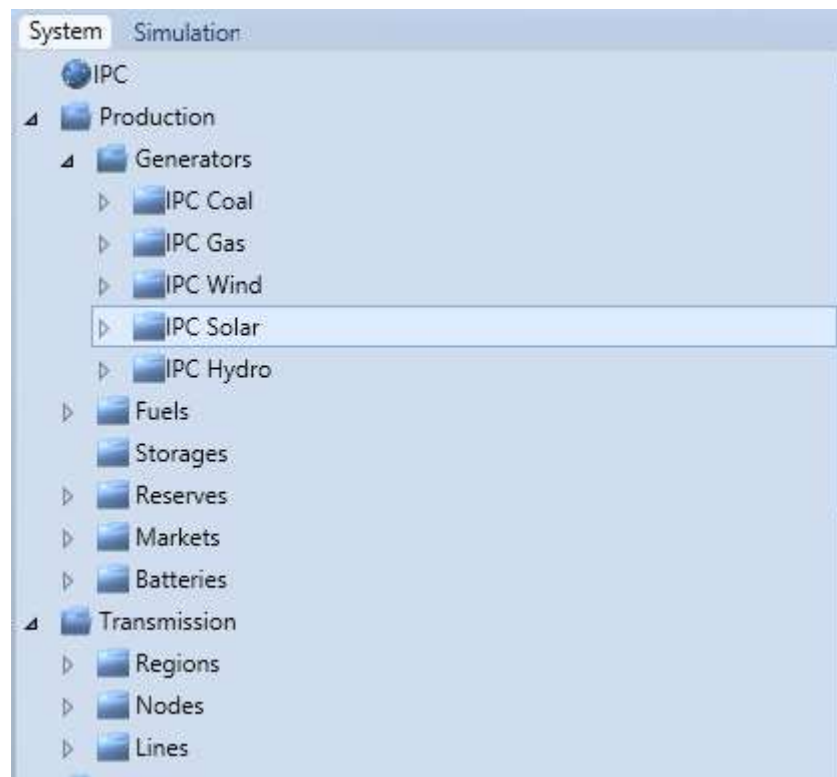 System Simulation
IPC
Production
Generators
IPC Coal
IPC Gas
IPC Wind
IPC Solar
IPC Hydro
Fuels
Storages
Reserves
Markets
Batteries
Transmission
Regions
Nodes
Lines